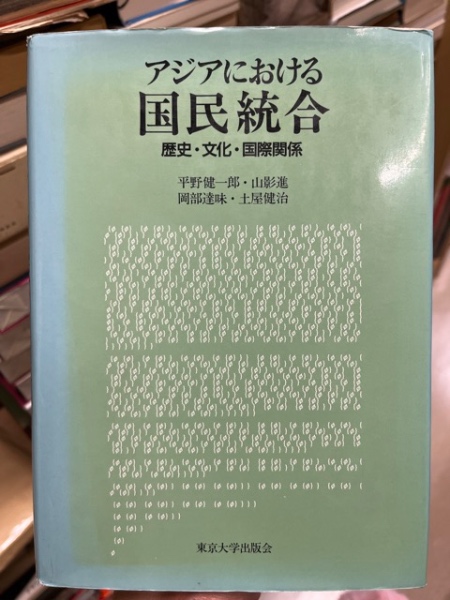 アジアにおける
国民統合
歴史・文化・国際関係
平野健一郎・山影進
岡部達味・土屋健治
東京大学出版会